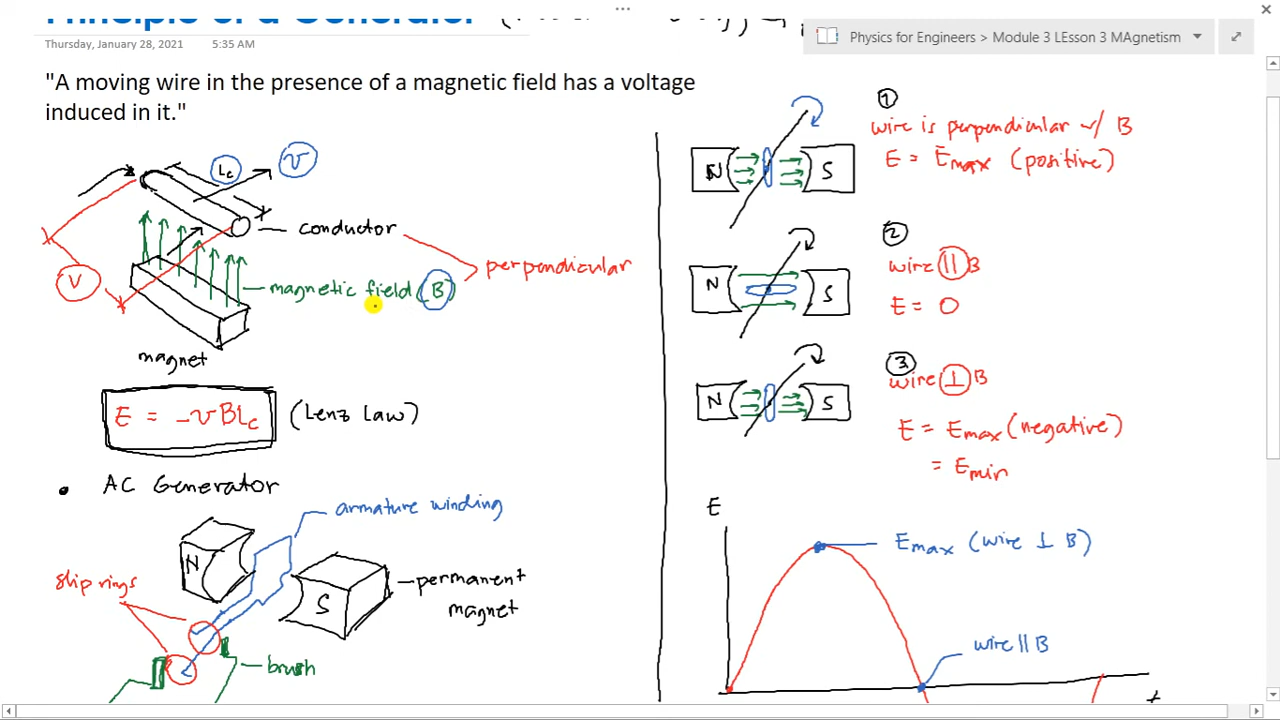 Principle of a Generator
Thursday, January 28, 2021 5:35 AM
Physics for Engineers > Module 3 LEsson 3 MAgnetism
"A moving wire in the presence of a magnetic field has a voltage
induced in it."
Lc
v
conductor
V
perpendicular
magnetic field (B)
magnet
E = -vBLc (Lenz Law)
• AC Generator
armature winding
N
S
slip rings
permanent
magnet
brush
1
wire is perpendicular w/ B
E = Emax (positive)
N S
2
wire || B
E = 0
N S
3
wire ⊥ B
E = Emax (negative)
= Emin
N S
E
Emax (wire ⊥ B)
wire || B
t